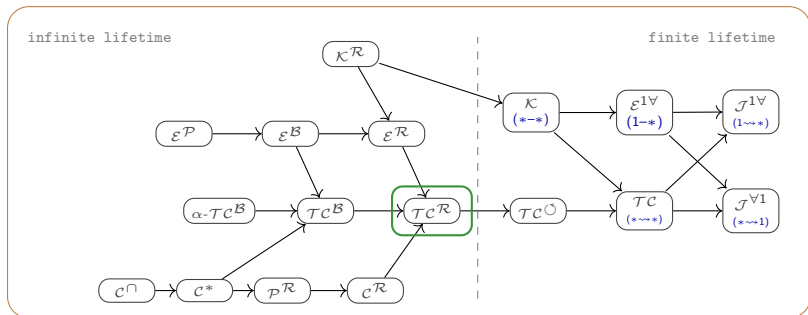 infinite lifetime
finite lifetime
𝒦^ℛ
𝒦
(∗–∗)
ℰ^{1∀}
(1–∗)
𝒥^{1∀}
(1⇝∗)
ℰ^𝒫
ℰ^ℬ
ℰ^ℛ
α-𝒯𝒞^ℬ
𝒯𝒞^ℬ
𝒯𝒞^ℛ
𝒯𝒞^↺
𝒯𝒞
(∗⇝∗)
𝒥^{∀1}
(∗⇝1)
𝒞^∩
𝒞^∗
𝒫^ℛ
𝒞^ℛ